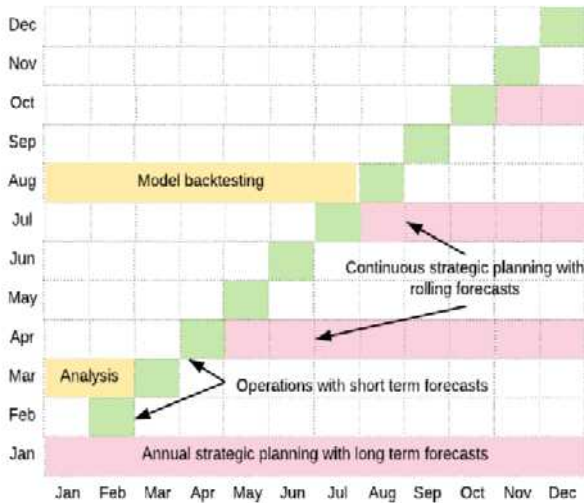 Dec
Nov
Oct
Sep
Aug
Model backtesting
Jul
Jun
Continuous strategic planning with
rolling forecasts
May
Apr
Mar
Analysis
Operations with short term forecasts
Feb
Jan
Annual strategic planning with long term forecasts
Jan Feb Mar Apr May Jun Jul Aug Sep Oct Nov Dec